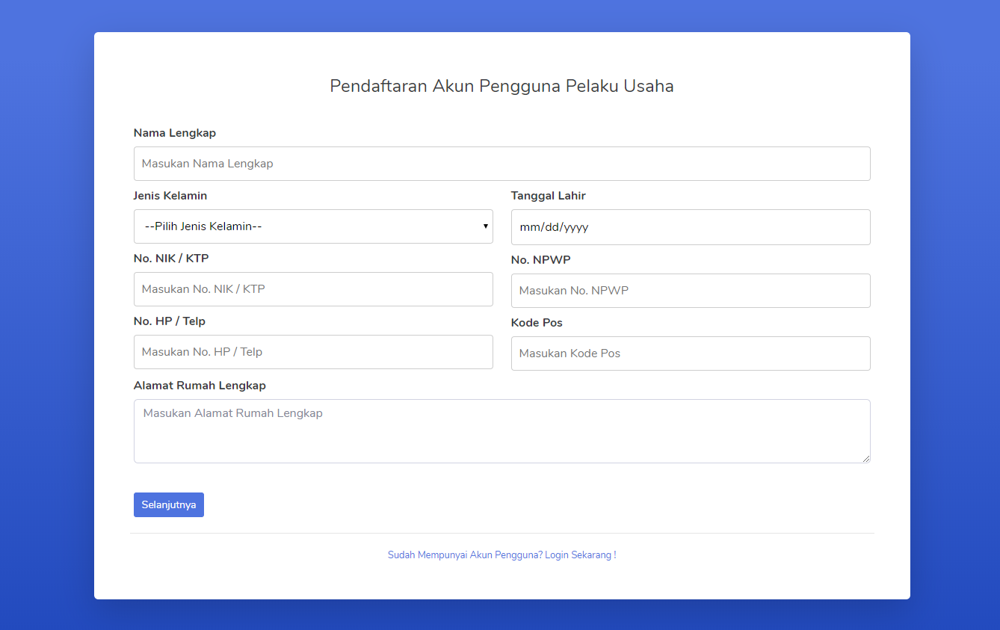 Pendaftaran Akun Pengguna Pelaku Usaha
Nama Lengkap
Masukan Nama Lengkap
Jenis Kelamin
--Pilih Jenis Kelamin--
Tanggal Lahir
mm/dd/yyyy
No. NIK / KTP
Masukan No. NIK / KTP
No. NPWP
Masukan No. NPWP
No. HP / Telp
Masukan No. HP / Telp
Kode Pos
Masukan Kode Pos
Alamat Rumah Lengkap
Masukan Alamat Rumah Lengkap
Selanjutnya
Sudah Mempunyai Akun Pengguna? Login Sekarang !